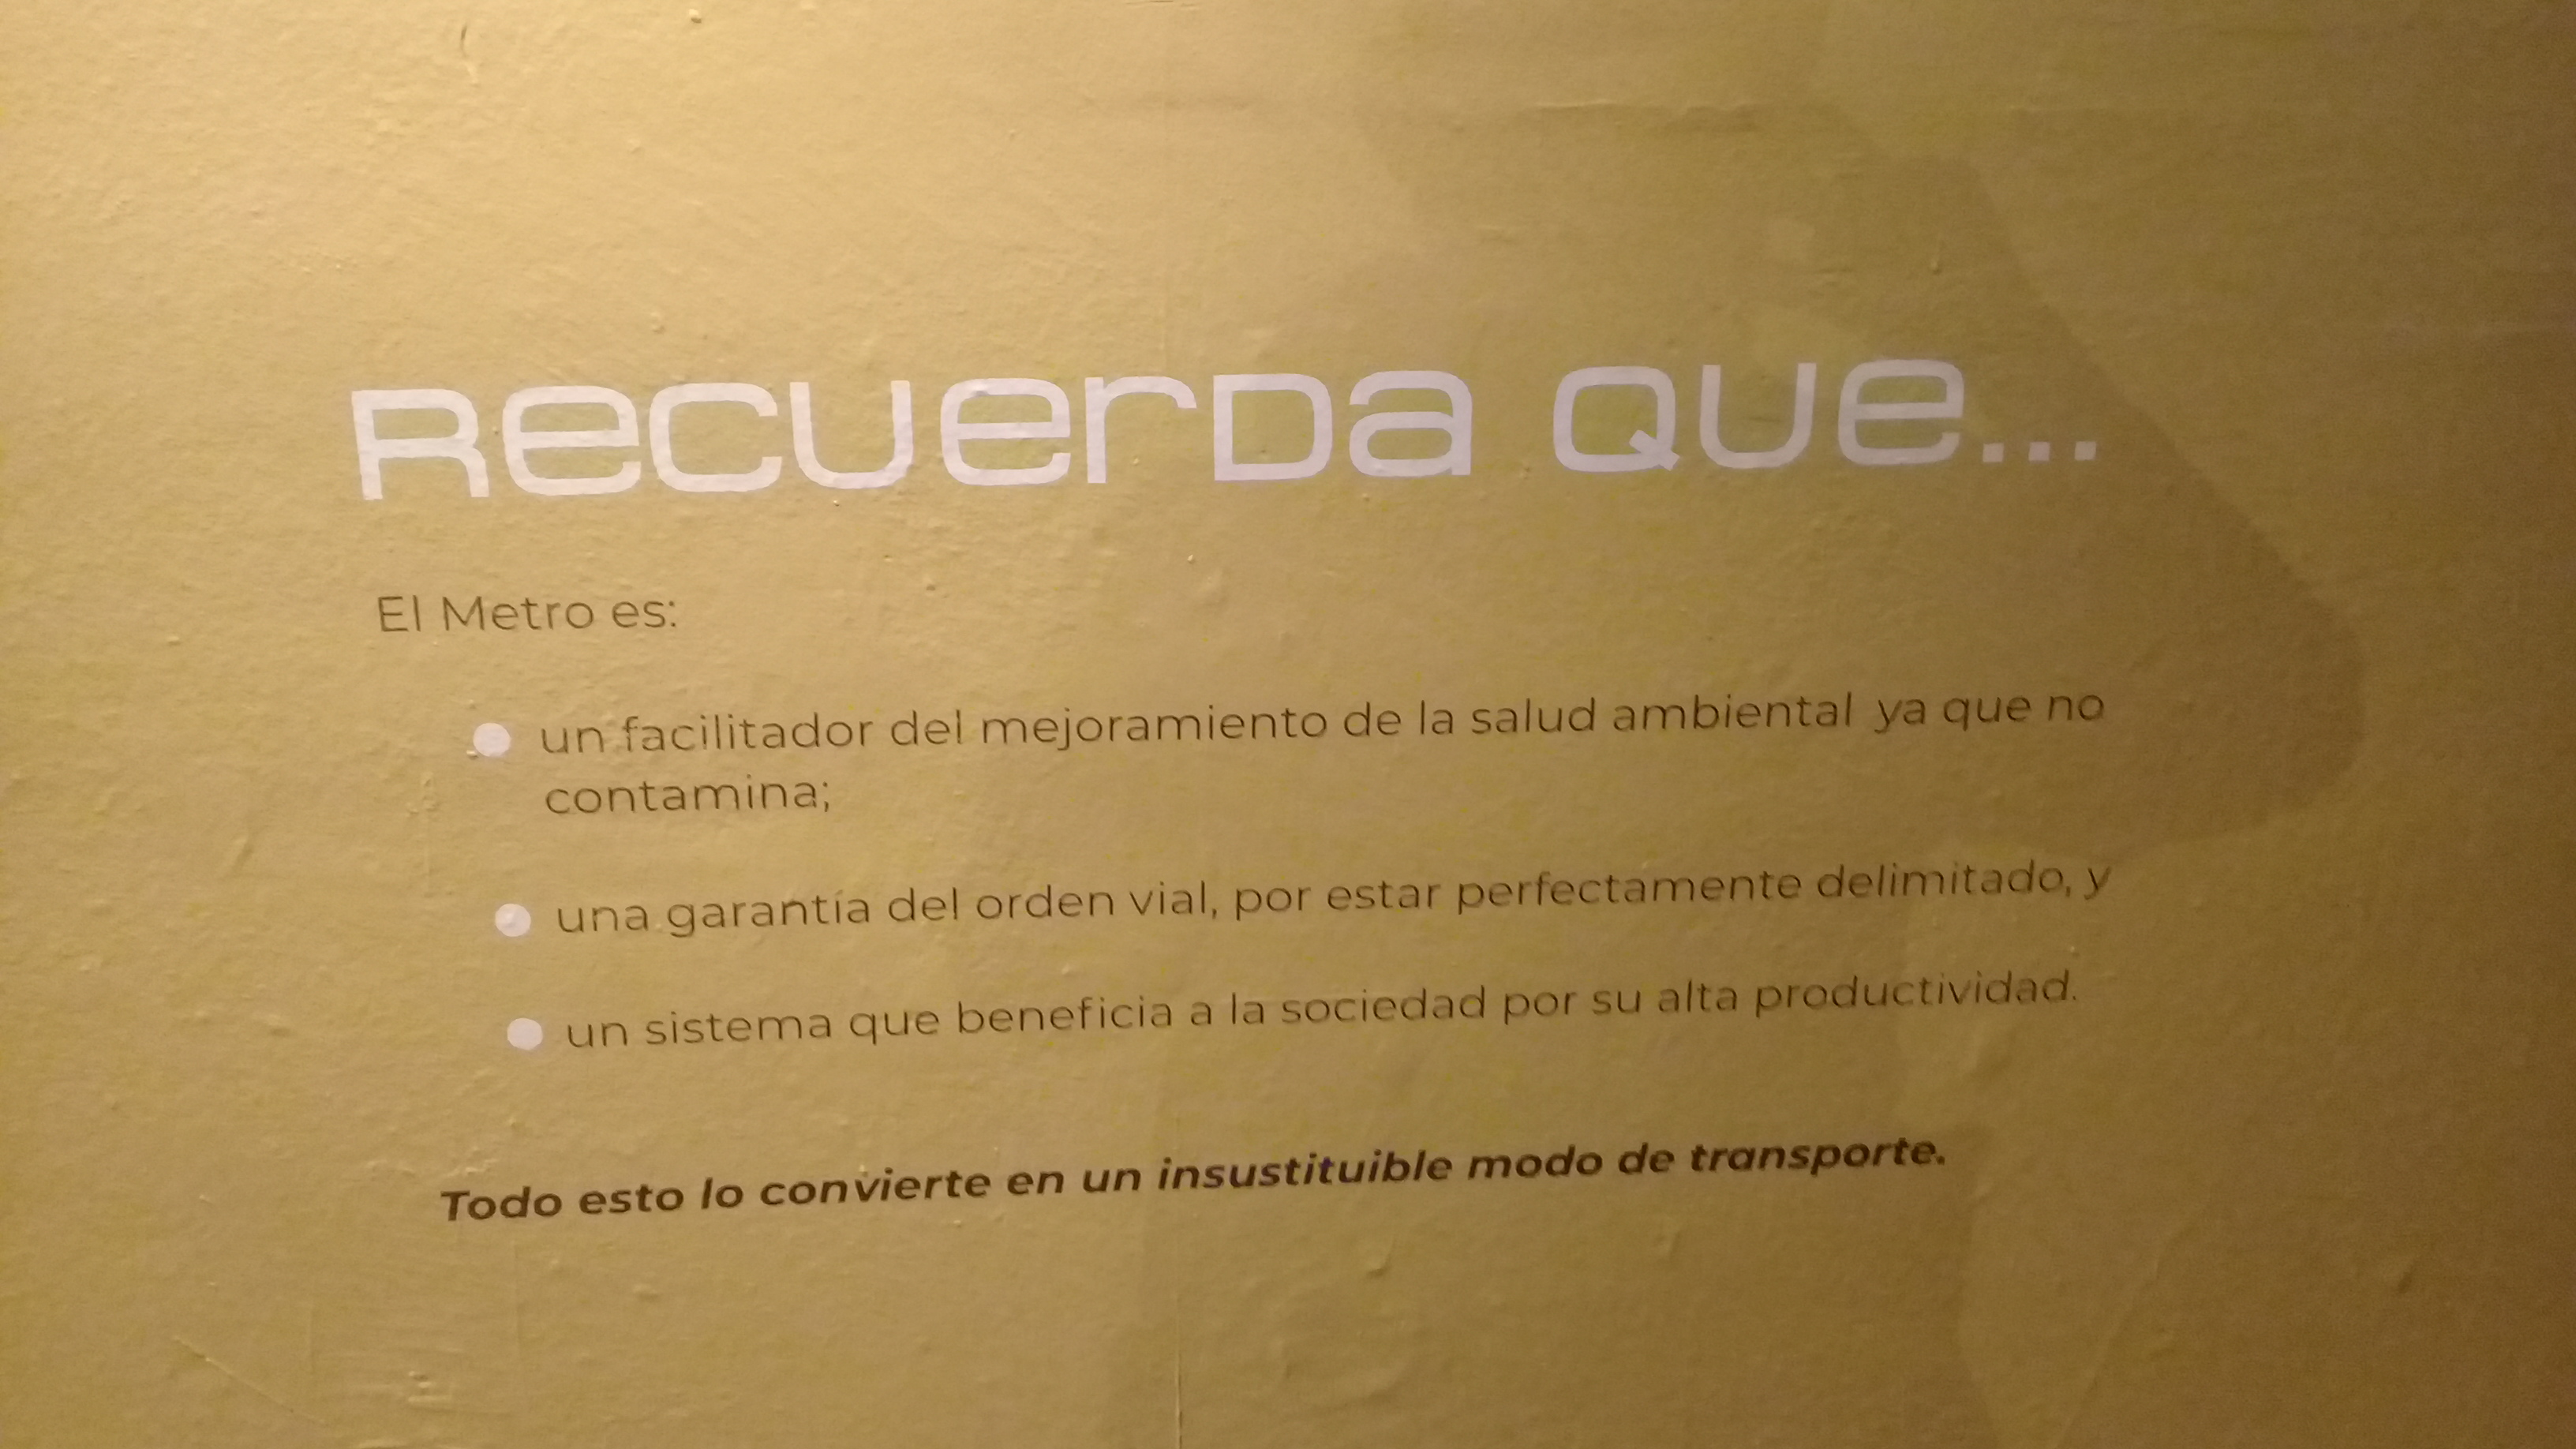 Recuerda que...
El Metro es:
un facilitador del mejoramiento de la salud ambiental ya que no
contamina;
una garantía del orden vial, por estar perfectamente delimitado, y
un sistema que beneficia a la sociedad por su alta productividad.
Todo esto lo convierte en un insustituible modo de transporte.